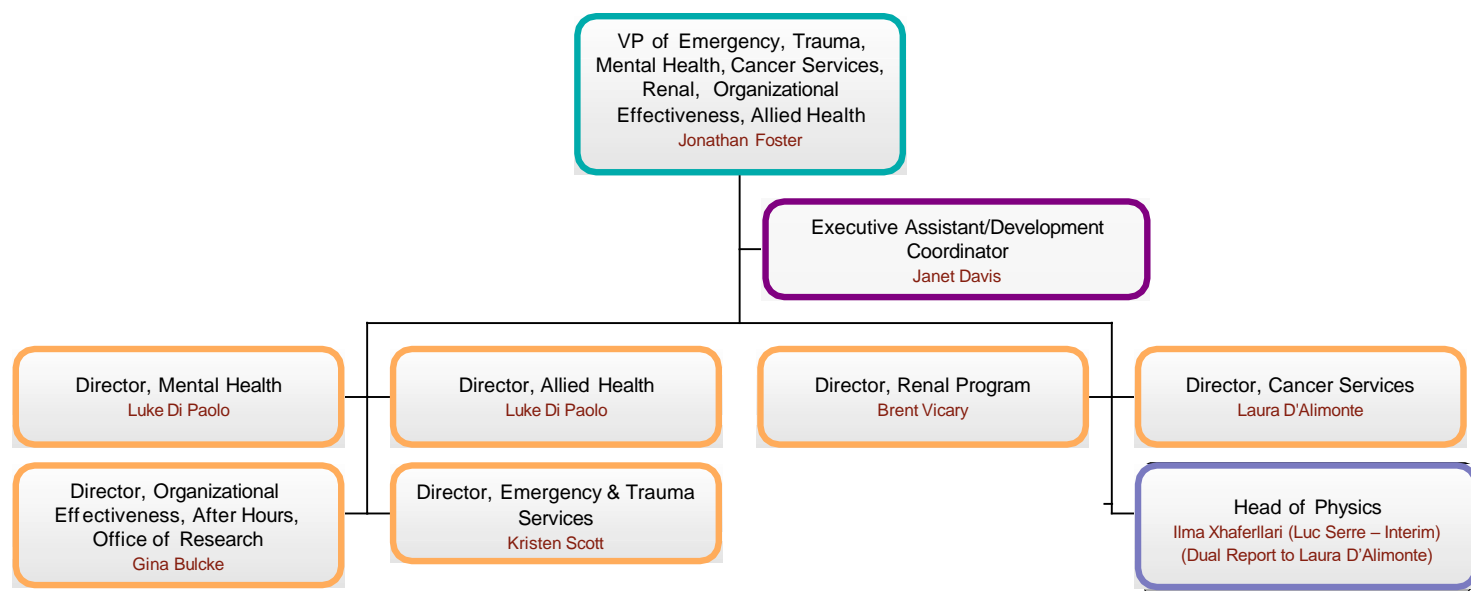 VP of Emergency, Trauma,
Mental Health, Cancer Services,
Renal, Organizational
Effectiveness, Allied Health
Jonathan Foster
Executive Assistant/Development
Coordinator
Janet Davis
Director, Mental Health
Luke Di Paolo
Director, Allied Health
Luke Di Paolo
Director, Renal Program
Brent Vicary
Director, Cancer Services
Laura D'Alimonte
Director, Organizational
Effectiveness, After Hours,
Office of Research
Gina Bulcke
Director, Emergency & Trauma
Services
Kristen Scott
Head of Physics
Ilma Xhaferllari (Luc Serre – Interim)
(Dual Report to Laura D’Alimonte)